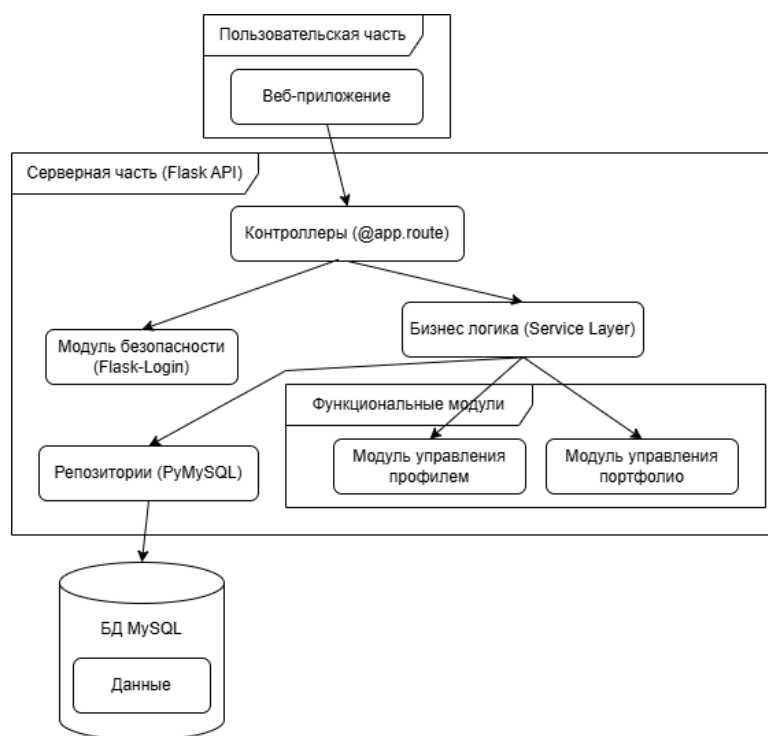 Пользовательская часть
Веб-приложение
Серверная часть (Flask API)
Контроллеры (@app.route)
Модуль безопасности
(Flask-Login)
Бизнес логика (Service Layer)
Функциональные модули
Репозитории (PyMySQL)
Модуль управления
профилем
Модуль управления
портфолио
БД MySQL
Данные